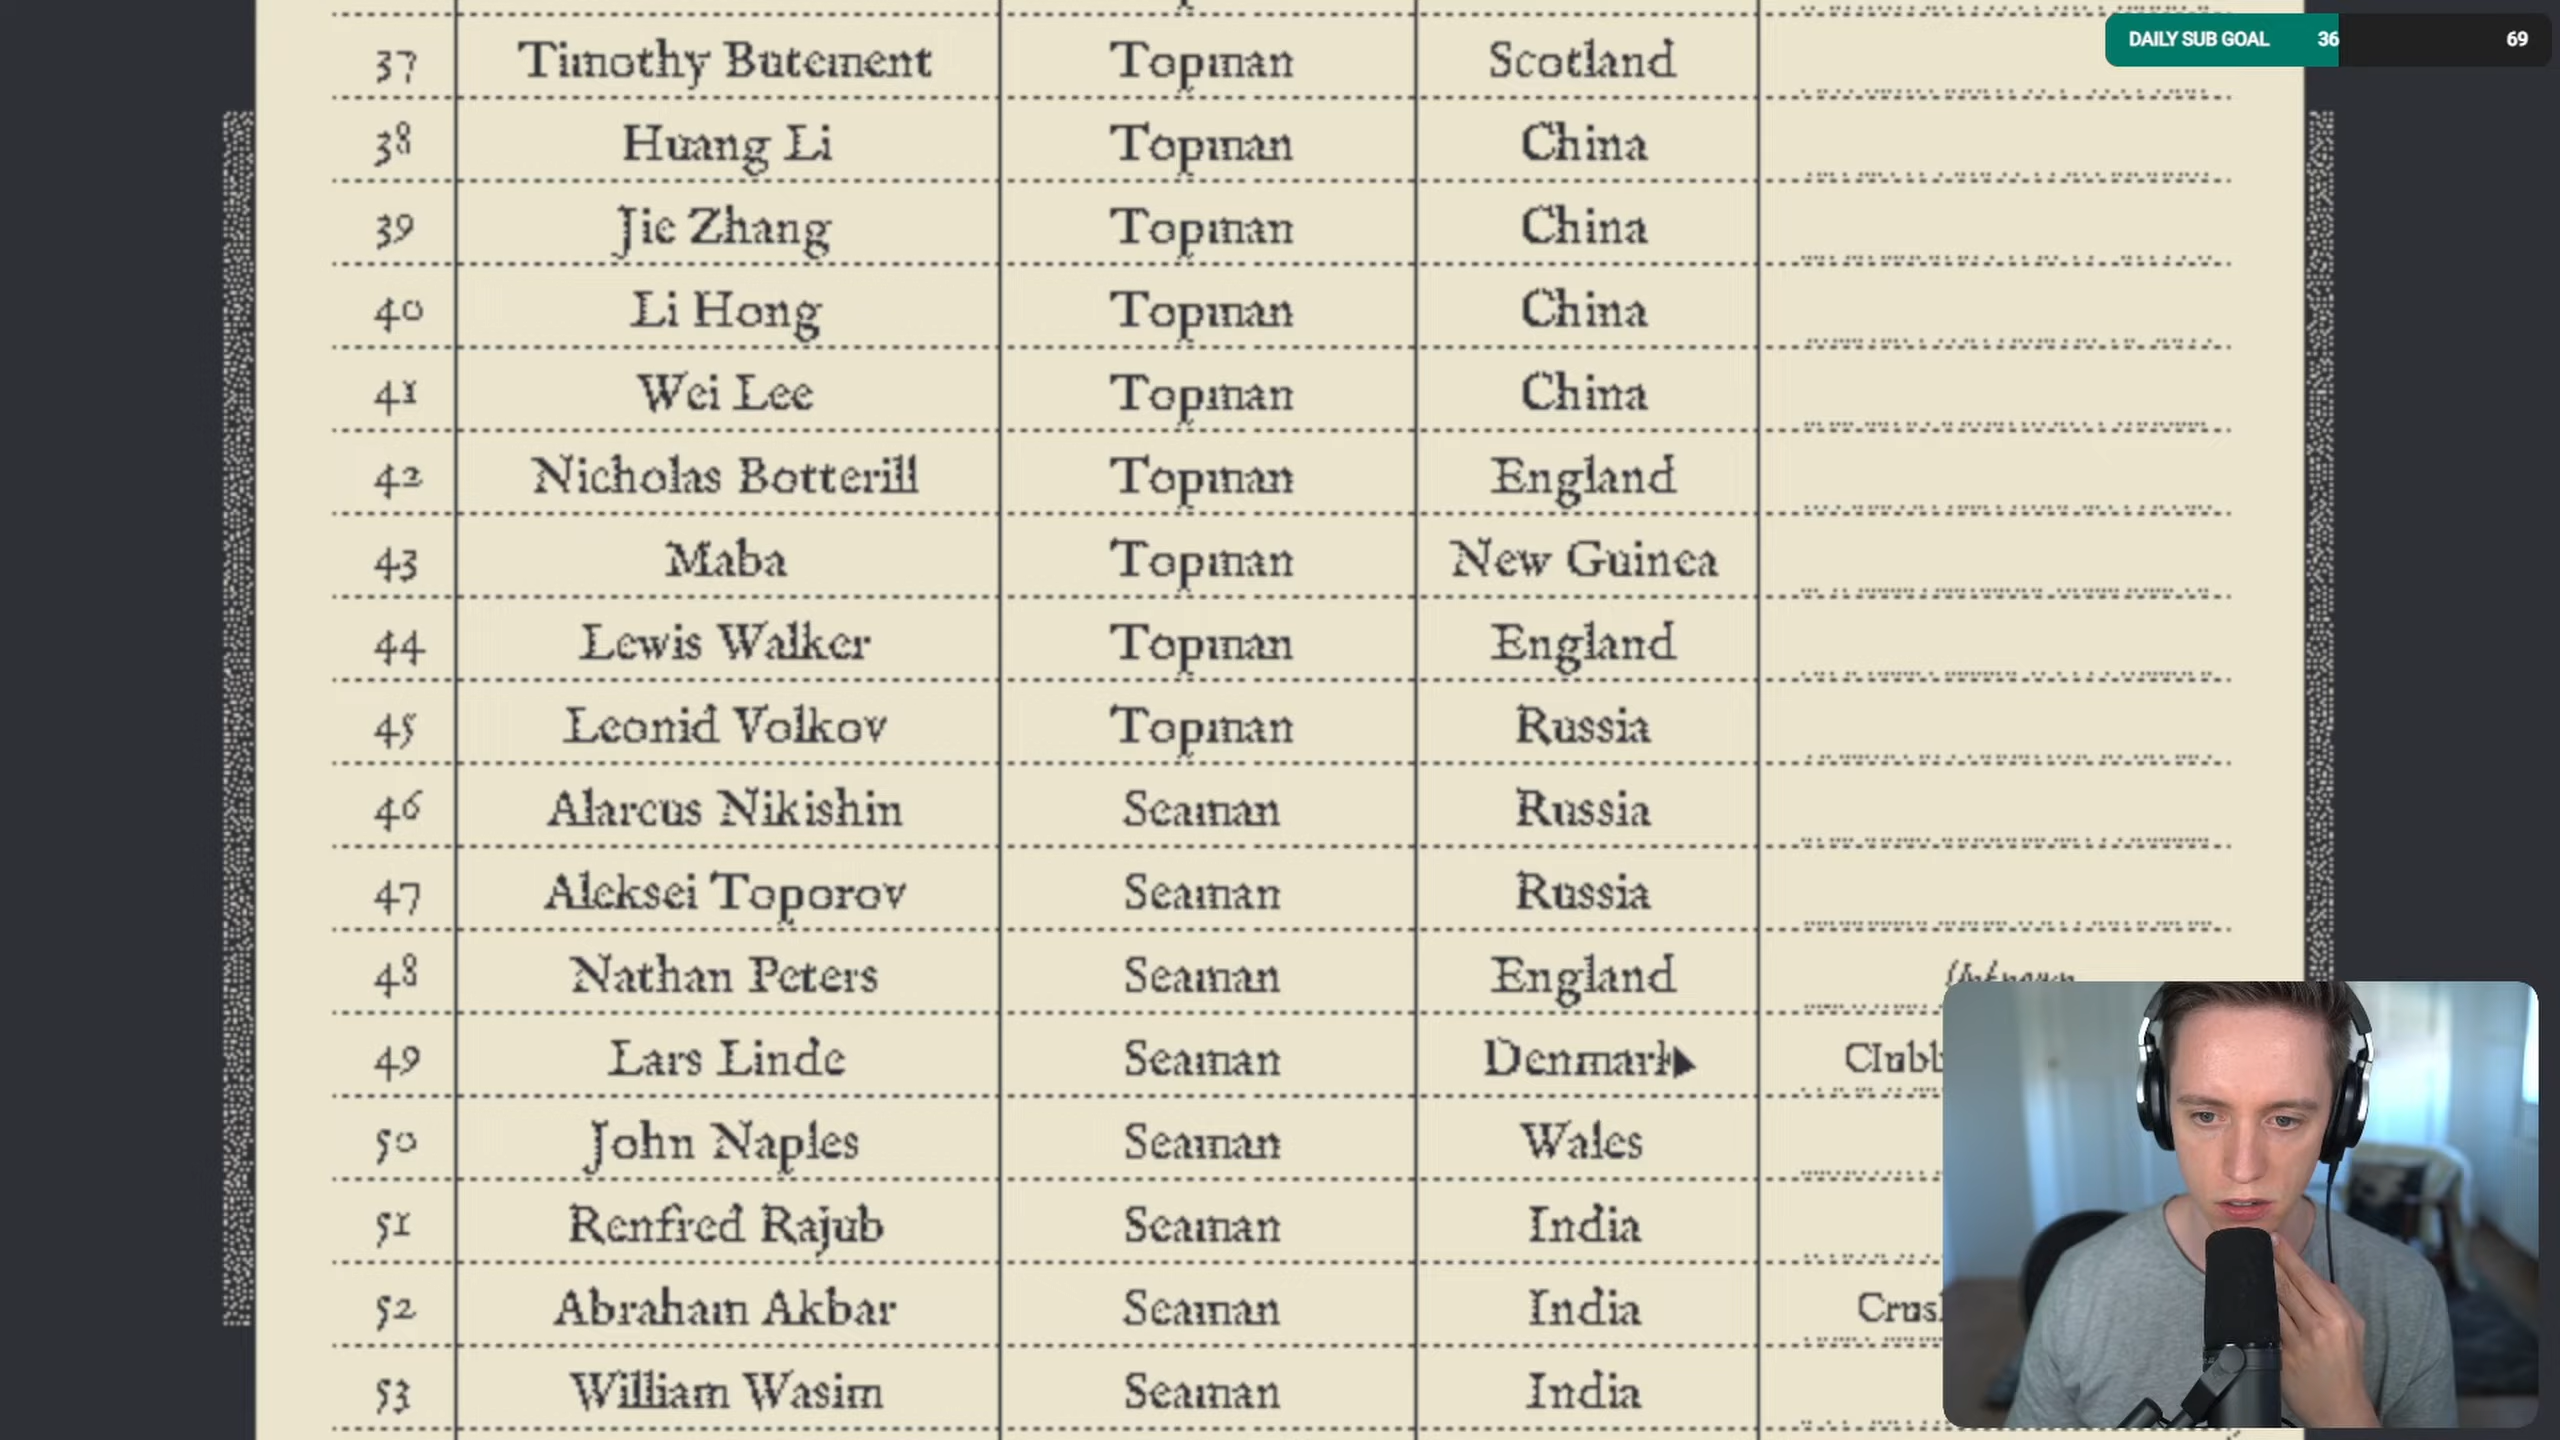 DAILY SUB GOAL 36 69
37 Timothy Butement Topman Scotland
38 Huang Li Topman China
39 Jie Zhang Topman China
40 Li Hong Topman China
41 Wei Lee Topman China
42 Nicholas Botterill Topman England
43 Maba Topman New Guinea
44 Lewis Walker Topman England
45 Leonid Volkov Topman Russia
46 Alarcus Nikishin Seaman Russia
47 Aleksei Toporov Seaman Russia
48 Nathan Peters Seaman England Unknown
49 Lars Linde Seaman Denmark Clubb
50 John Naples Seaman Wales
51 Renfred Rajub Seaman India
52 Abraham Akbar Seaman India Crus
53 William Wasim Seaman India